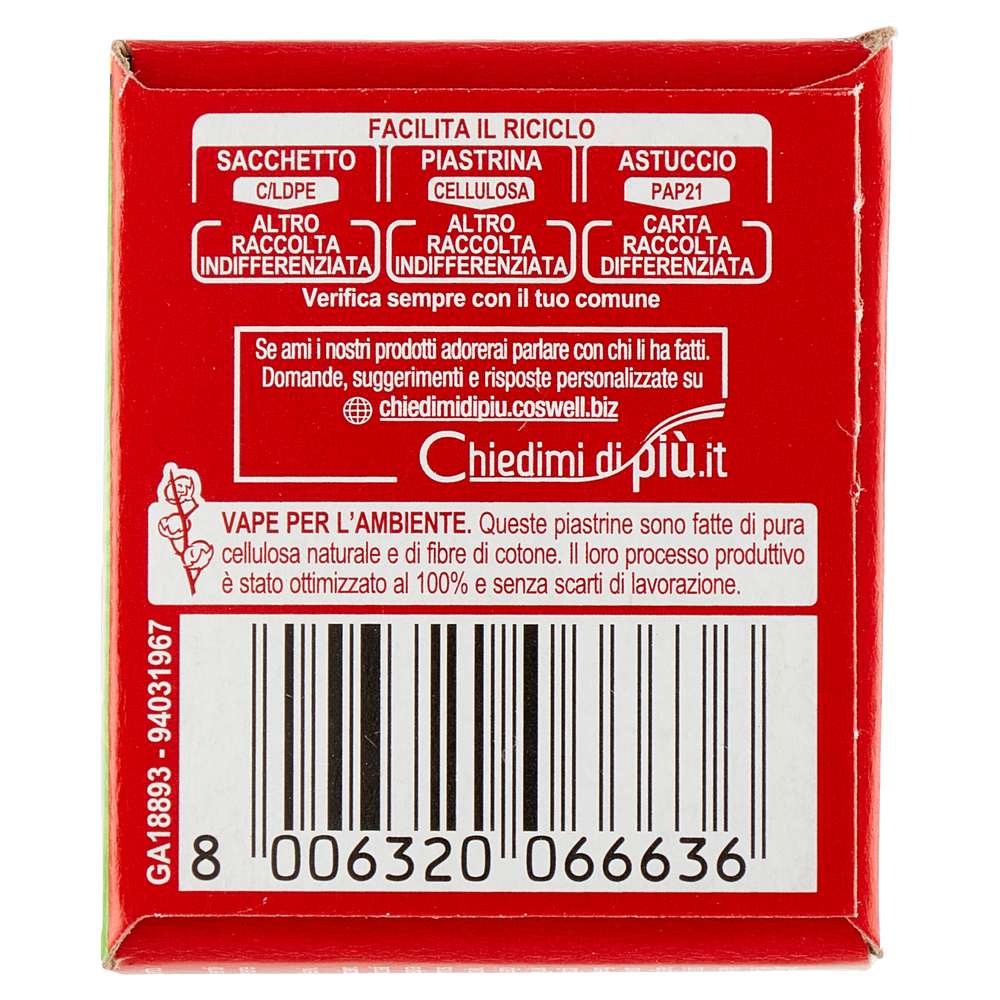 FACILITA IL RICICLO
SACCHETTO PIASTRINA ASTUCCIO
C/LDPE CELLULOSA PAP21
ALTRO ALTRO CARTA
RACCOLTA RACCOLTA RACCOLTA
INDIFFERENZIATA INDIFFERENZIATA DIFFERENZIATA
Verifica sempre con il tuo comune
Se ami i nostri prodotti adorerai parlare con chi li ha fatti.
Domande, suggerimenti e risposte personalizzate su
chiedimidipiu.coswell.biz
Chiedimi di più.it
VAPE PER L'AMBIENTE. Queste piastrine sono fatte di pura
cellulosa naturale e di fibre di cotone. Il loro processo produttivo
è stato ottimizzato al 100% e senza scarti di lavorazione.
GA18893 - 94031967
8 006320 066636